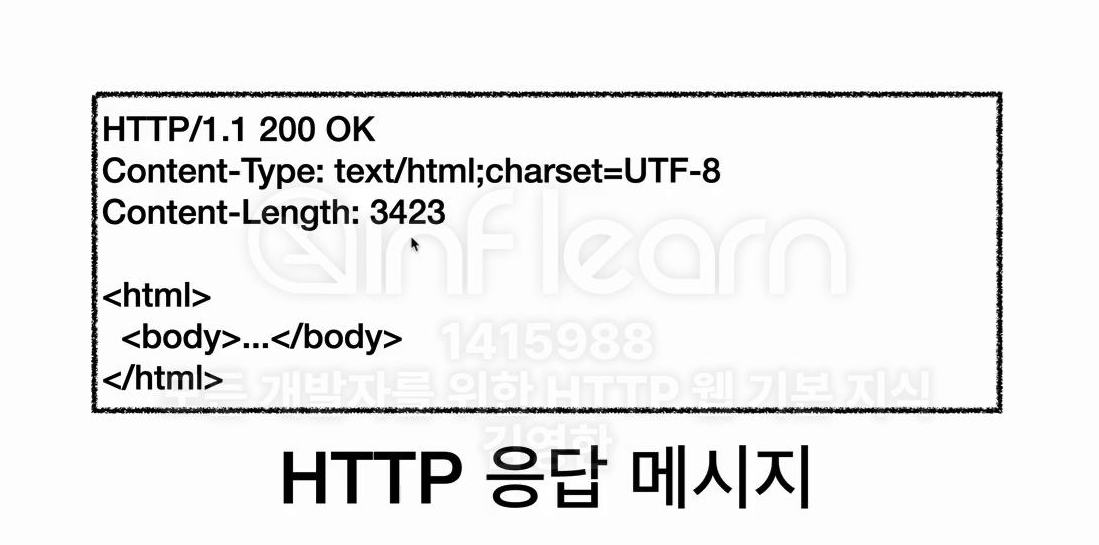 HTTP/1.1 200 OK
Content-Type: text/html;charset=UTF-8
Content-Length: 3423
inflearn
<html>
<body>...</body>
1415988
</html>
모든 개발자를 위한 HTTP 웹 기본 지식
김영한
HTTP 응답 메시지